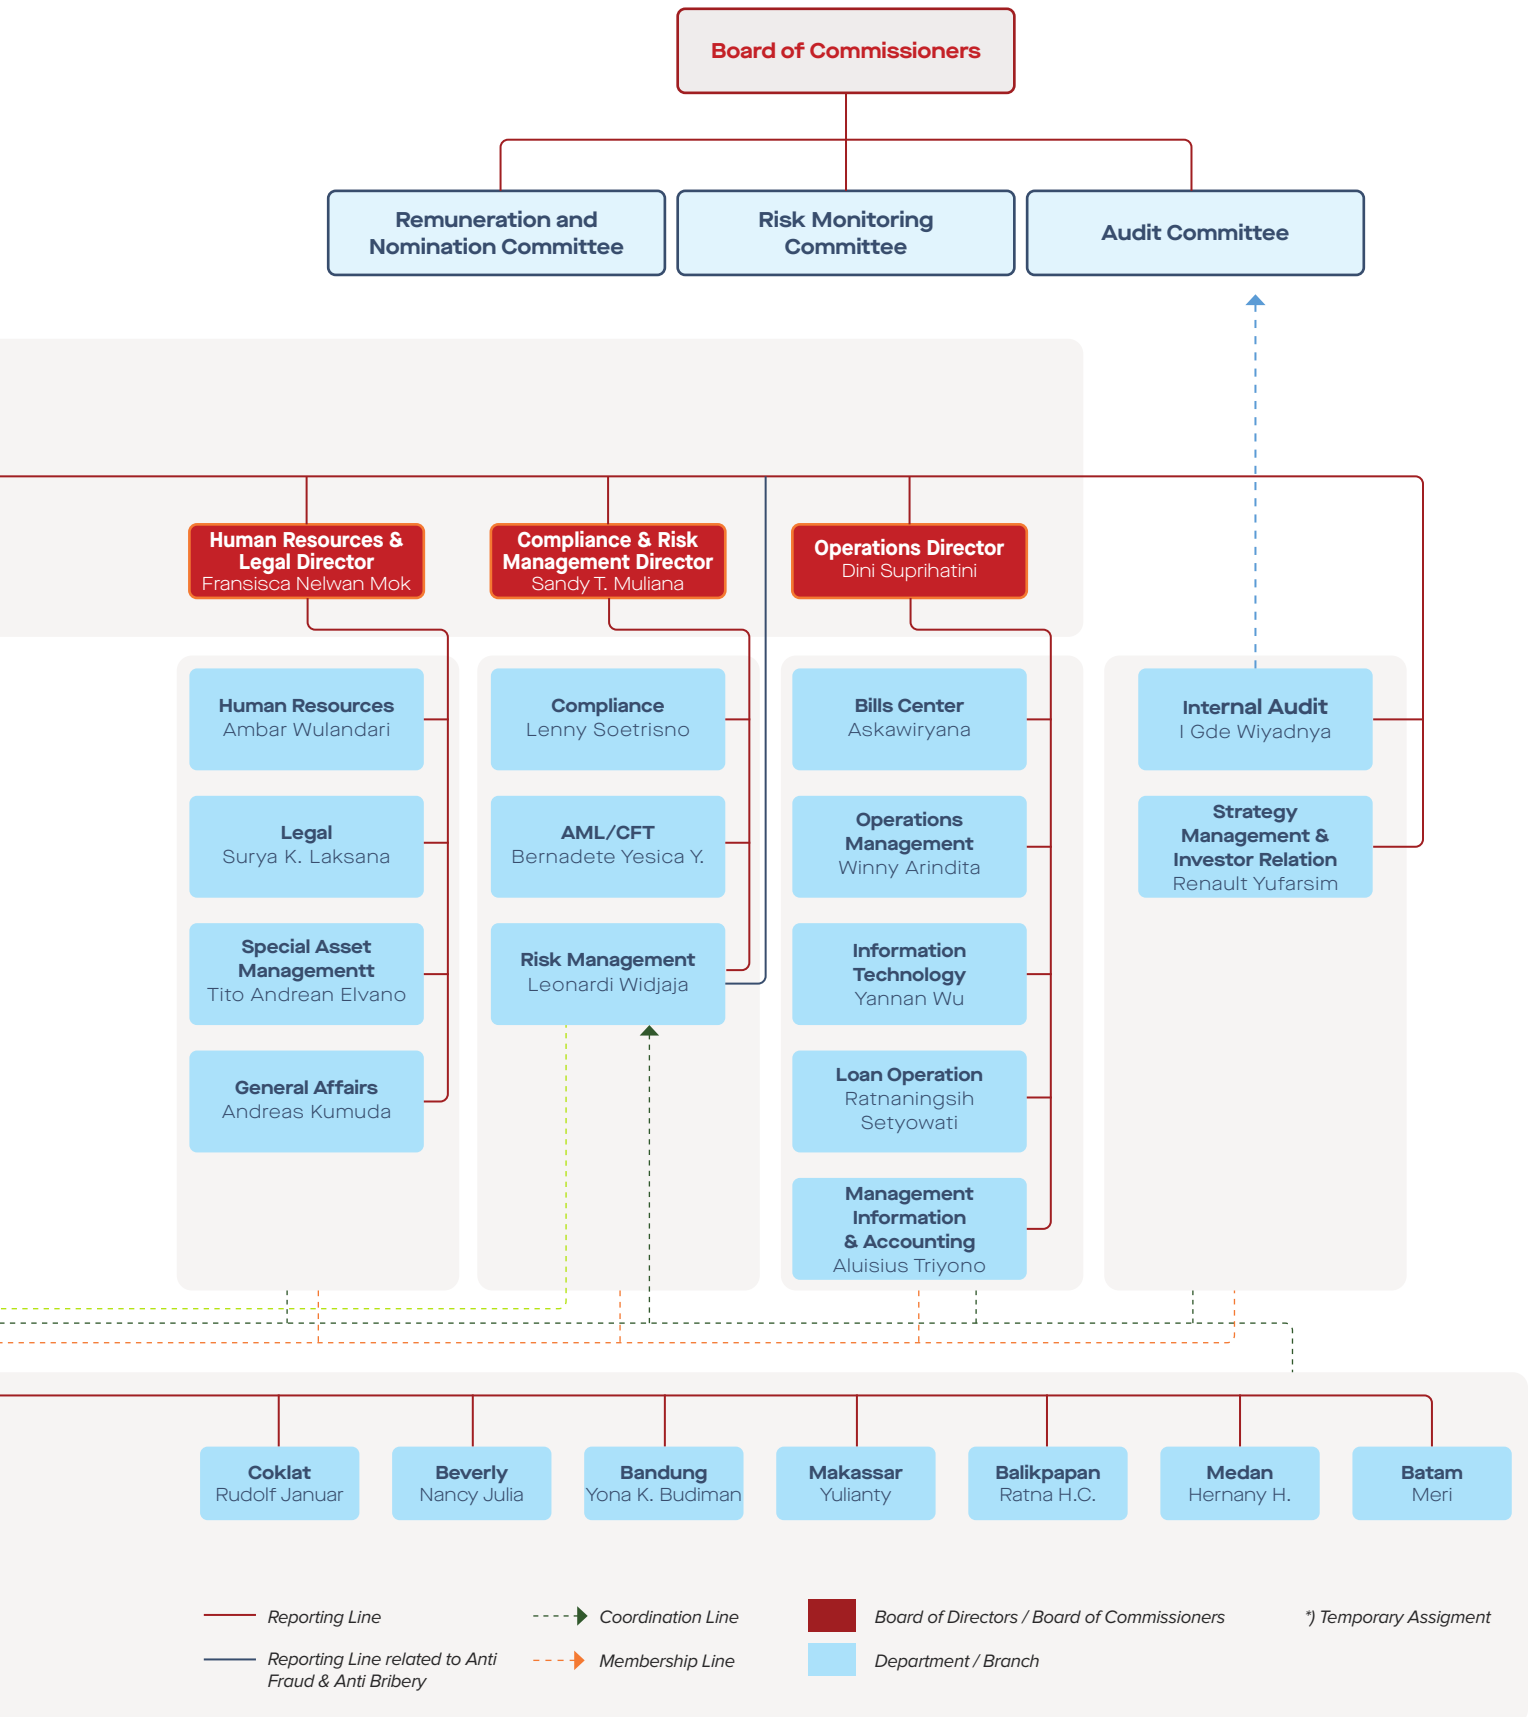 Board of Commissioners
Remuneration and
Nomination Committee
Risk Monitoring
Committee
Audit Committee
Human Resources &
Legal Director
Fransisca Nelwan Mok
Compliance & Risk
Management Director
Sandy T. Muliana
Operations Director
Dini Suprihatini
Human Resources
Ambar Wulandari
Legal
Surya K. Laksana
Special Asset
Managementt
Tito Andrean Elvano
General Affairs
Andreas Kumuda
Compliance
Lenny Soetrisno
AML/CFT
Bernadete Yesica Y.
Risk Management
Leonardi Widjaja
Bills Center
Askawiryana
Operations
Management
Winny Arindita
Information
Technology
Yannan Wu
Loan Operation
Ratnaningsih
Setyowati
Management
Information
& Accounting
Aluisius Triyono
Internal Audit
I Gde Wiyadnya
Strategy
Management &
Investor Relation
Renault Yufarsim
Coklat
Rudolf Januar
Beverly
Nancy Julia
Bandung
Yona K. Budiman
Makassar
Yulianty
Balikpapan
Ratna H.C.
Medan
Hernany H.
Batam
Meri
Reporting Line
Reporting Line related to Anti
Fraud & Anti Bribery
Coordination Line
Membership Line
Board of Directors / Board of Commissioners
Department / Branch
*) Temporary Assigment